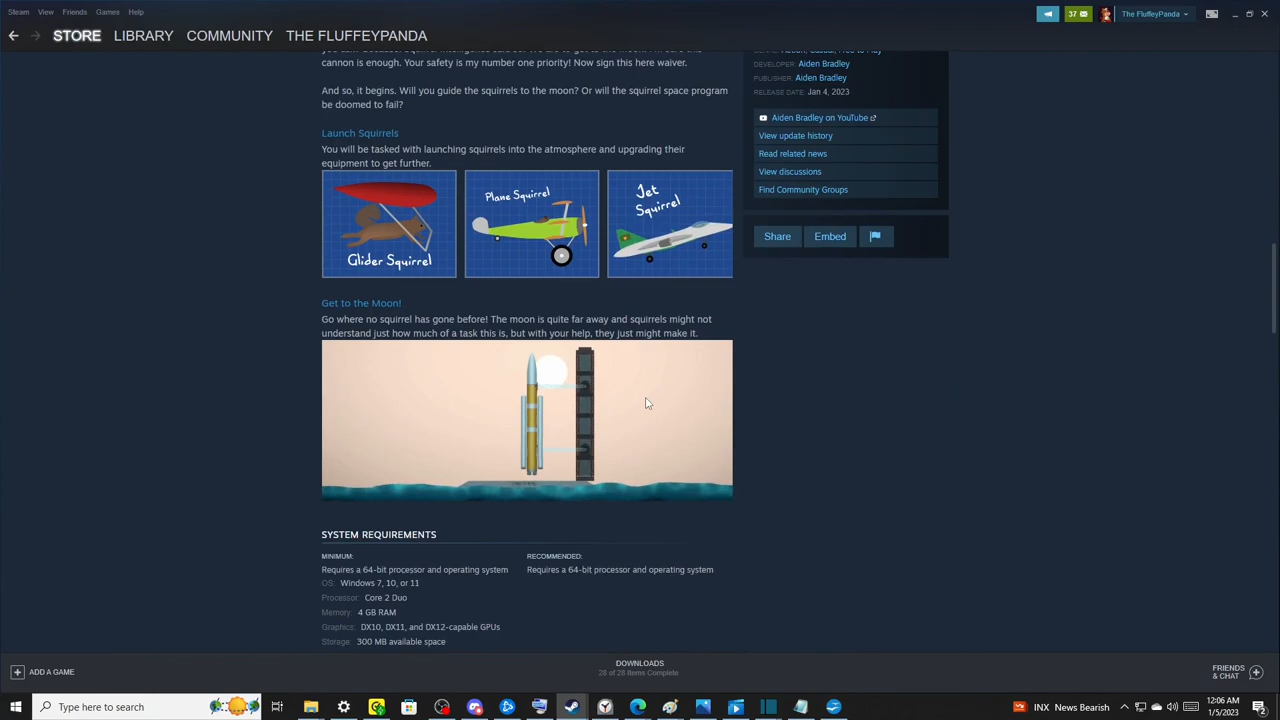 Steam View Friends Games Help
37
The FluffeyPanda
STORE LIBRARY COMMUNITY THE FLUFFEYPANDA
cannon is enough. Your safety is my number one priority! Now sign this here waiver.
And so, it begins. Will you guide the squirrels to the moon? Or will the squirrel space program
be doomed to fail?
Launch Squirrels
You will be tasked with launching squirrels into the atmosphere and upgrading their
equipment to get further.
Glider Squirrel
Plane Squirrel
Jet
Squirrel
Get to the Moon!
Go where no squirrel has gone before! The moon is quite far away and squirrels might not
understand just how much of a task this is, but with your help, they just might make it.
SYSTEM REQUIREMENTS
MINIMUM:
Requires a 64-bit processor and operating system
OS: Windows 7, 10, or 11
Processor: Core 2 Duo
Memory: 4 GB RAM
Graphics: DX10, DX11, and DX12-capable GPUs
Storage: 300 MB available space
RECOMMENDED:
Requires a 64-bit processor and operating system
DEVELOPER: Aiden Bradley
PUBLISHER: Aiden Bradley
RELEASE DATE: Jan 4, 2023
Aiden Bradley on YouTube
View update history
Read related news
View discussions
Find Community Groups
Share Embed
ADD A GAME
DOWNLOADS
28 of 28 Items Complete
FRIENDS
& CHAT
Type here to search
INX News Bearish
12:06 AM
1/5/2023
2